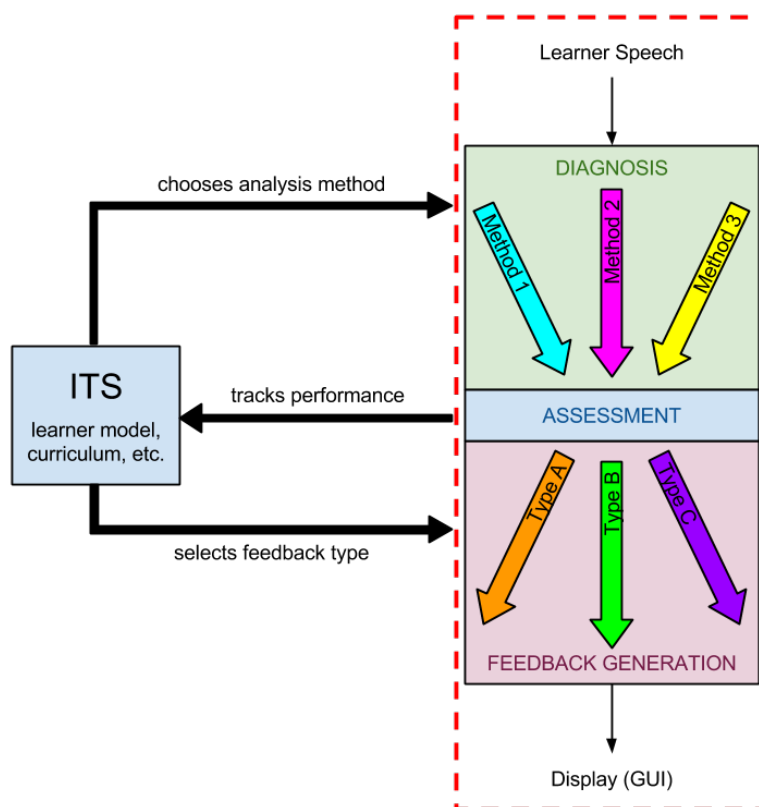 Learner Speech
DIAGNOSIS
chooses analysis method
Method 1
Method 2
Method 3
ITS
learner model,
curriculum, etc.
tracks performance
ASSESSMENT
Type A
Type B
Type C
selects feedback type
FEEDBACK GENERATION
Display (GUI)